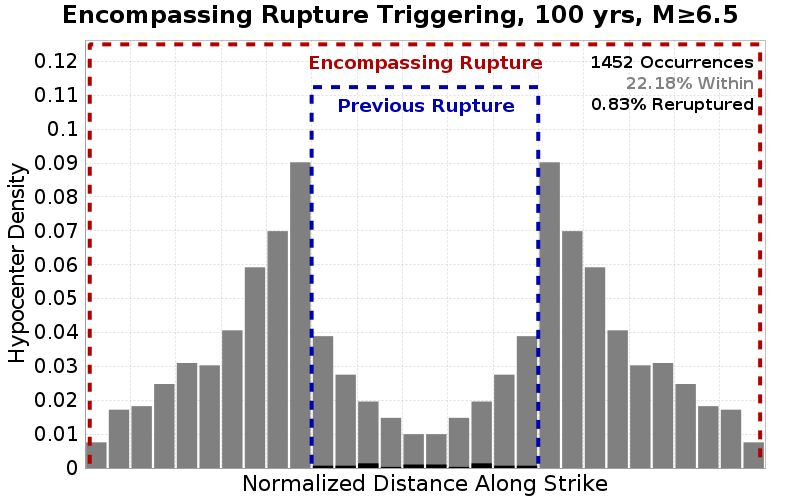 Encompassing Rupture Triggering, 100 yrs, M≥6.5
Encompassing Rupture
Previous Rupture
1452 Occurrences
22.18% Within
0.83% Reruptured
Hypocenter Density
0.12
0.11
0.1
0.09
0.08
0.07
0.06
0.05
0.04
0.03
0.02
0.01
0
Normalized Distance Along Strike